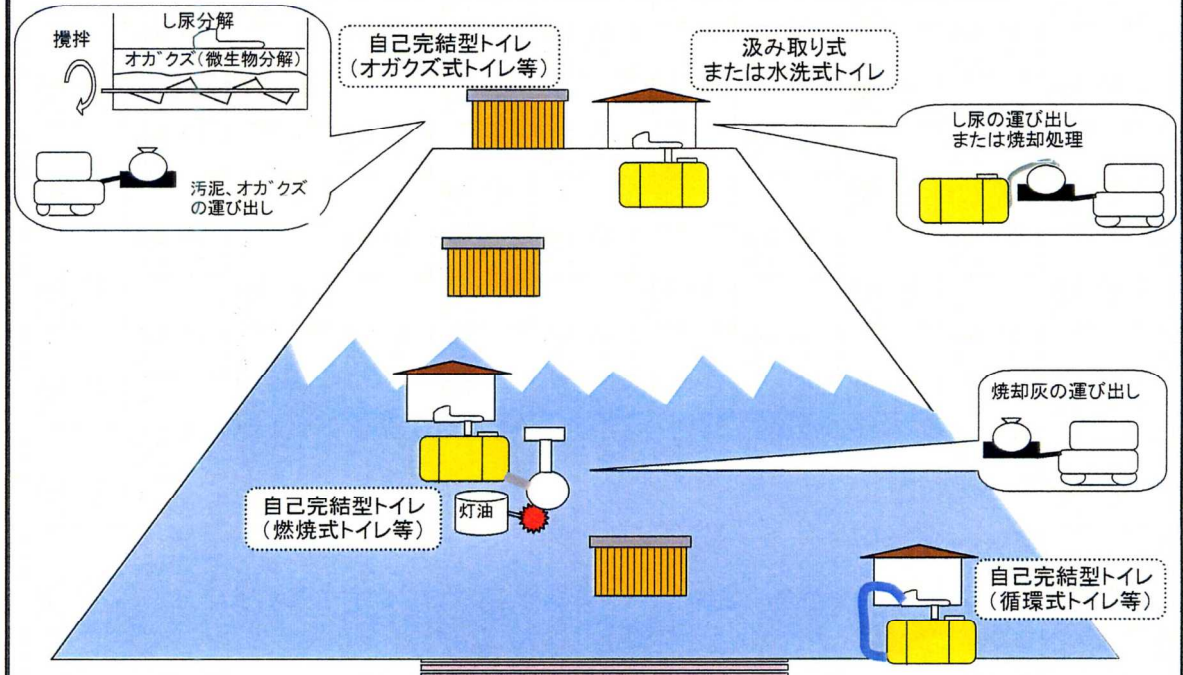 し尿分解
攪拌
オガクズ(微生物分解)
汚泥、オガクズ
の運び出し
自己完結型トイレ
(オガクズ式トイレ等)
汲み取り式
または水洗式トイレ
し尿の運び出し
または焼却処理
焼却灰の運び出し
自己完結型トイレ
(燃焼式トイレ等)
灯油
自己完結型トイレ
(循環式トイレ等)